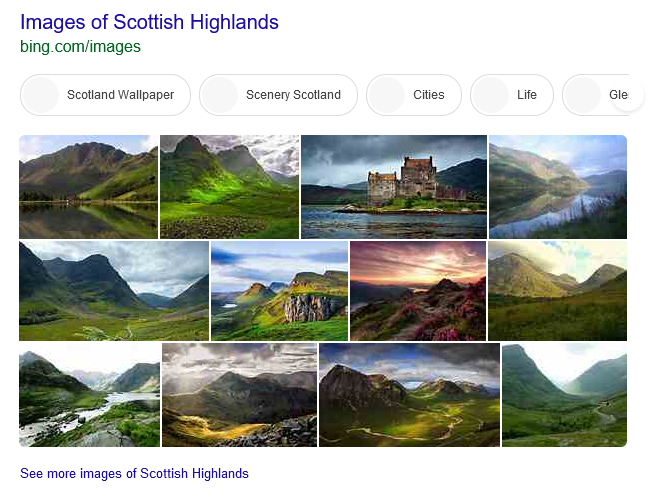 Images of Scottish Highlands
bing.com/images
Scotland Wallpaper
Scenery Scotland
Cities
Life
Gle
See more images of Scottish Highlands